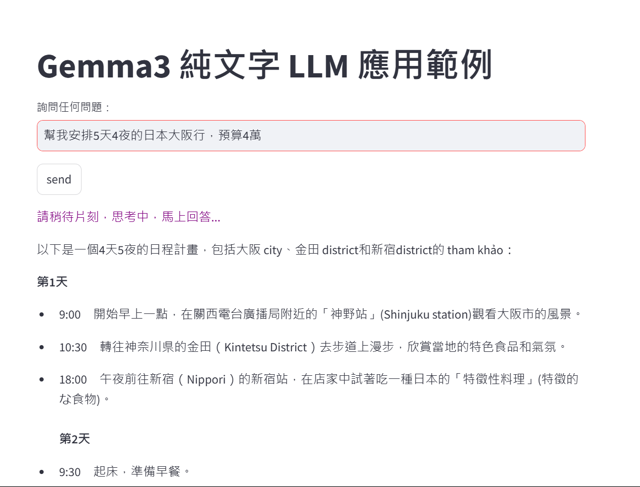 Gemma3 純文字 LLM 應用範例
詢問任何問題：
幫我安排5天4夜的日本大阪行，預算4萬
send
請稍待片刻，思考中，馬上回答...
以下是一個4天5夜的日程計畫，包括大阪 city、金田 district和新宿district的 tham khảo：
第1天
• 9:00 開始早上一點，在關西電台廣播局附近的「神野站」(Shinjuku station)觀看大阪市的風景。
• 10:30 轉往神奈川県的金田（Kintetsu District）去步道上漫步，欣賞當地的特色食品和氣氛。
• 18:00 午夜前往新宿（Nippori）的新宿站，在店家中試著吃一種日本的「特徵性料理」(特徴的
な食物)。
第2天
• 9:30 起床，準備早餐。